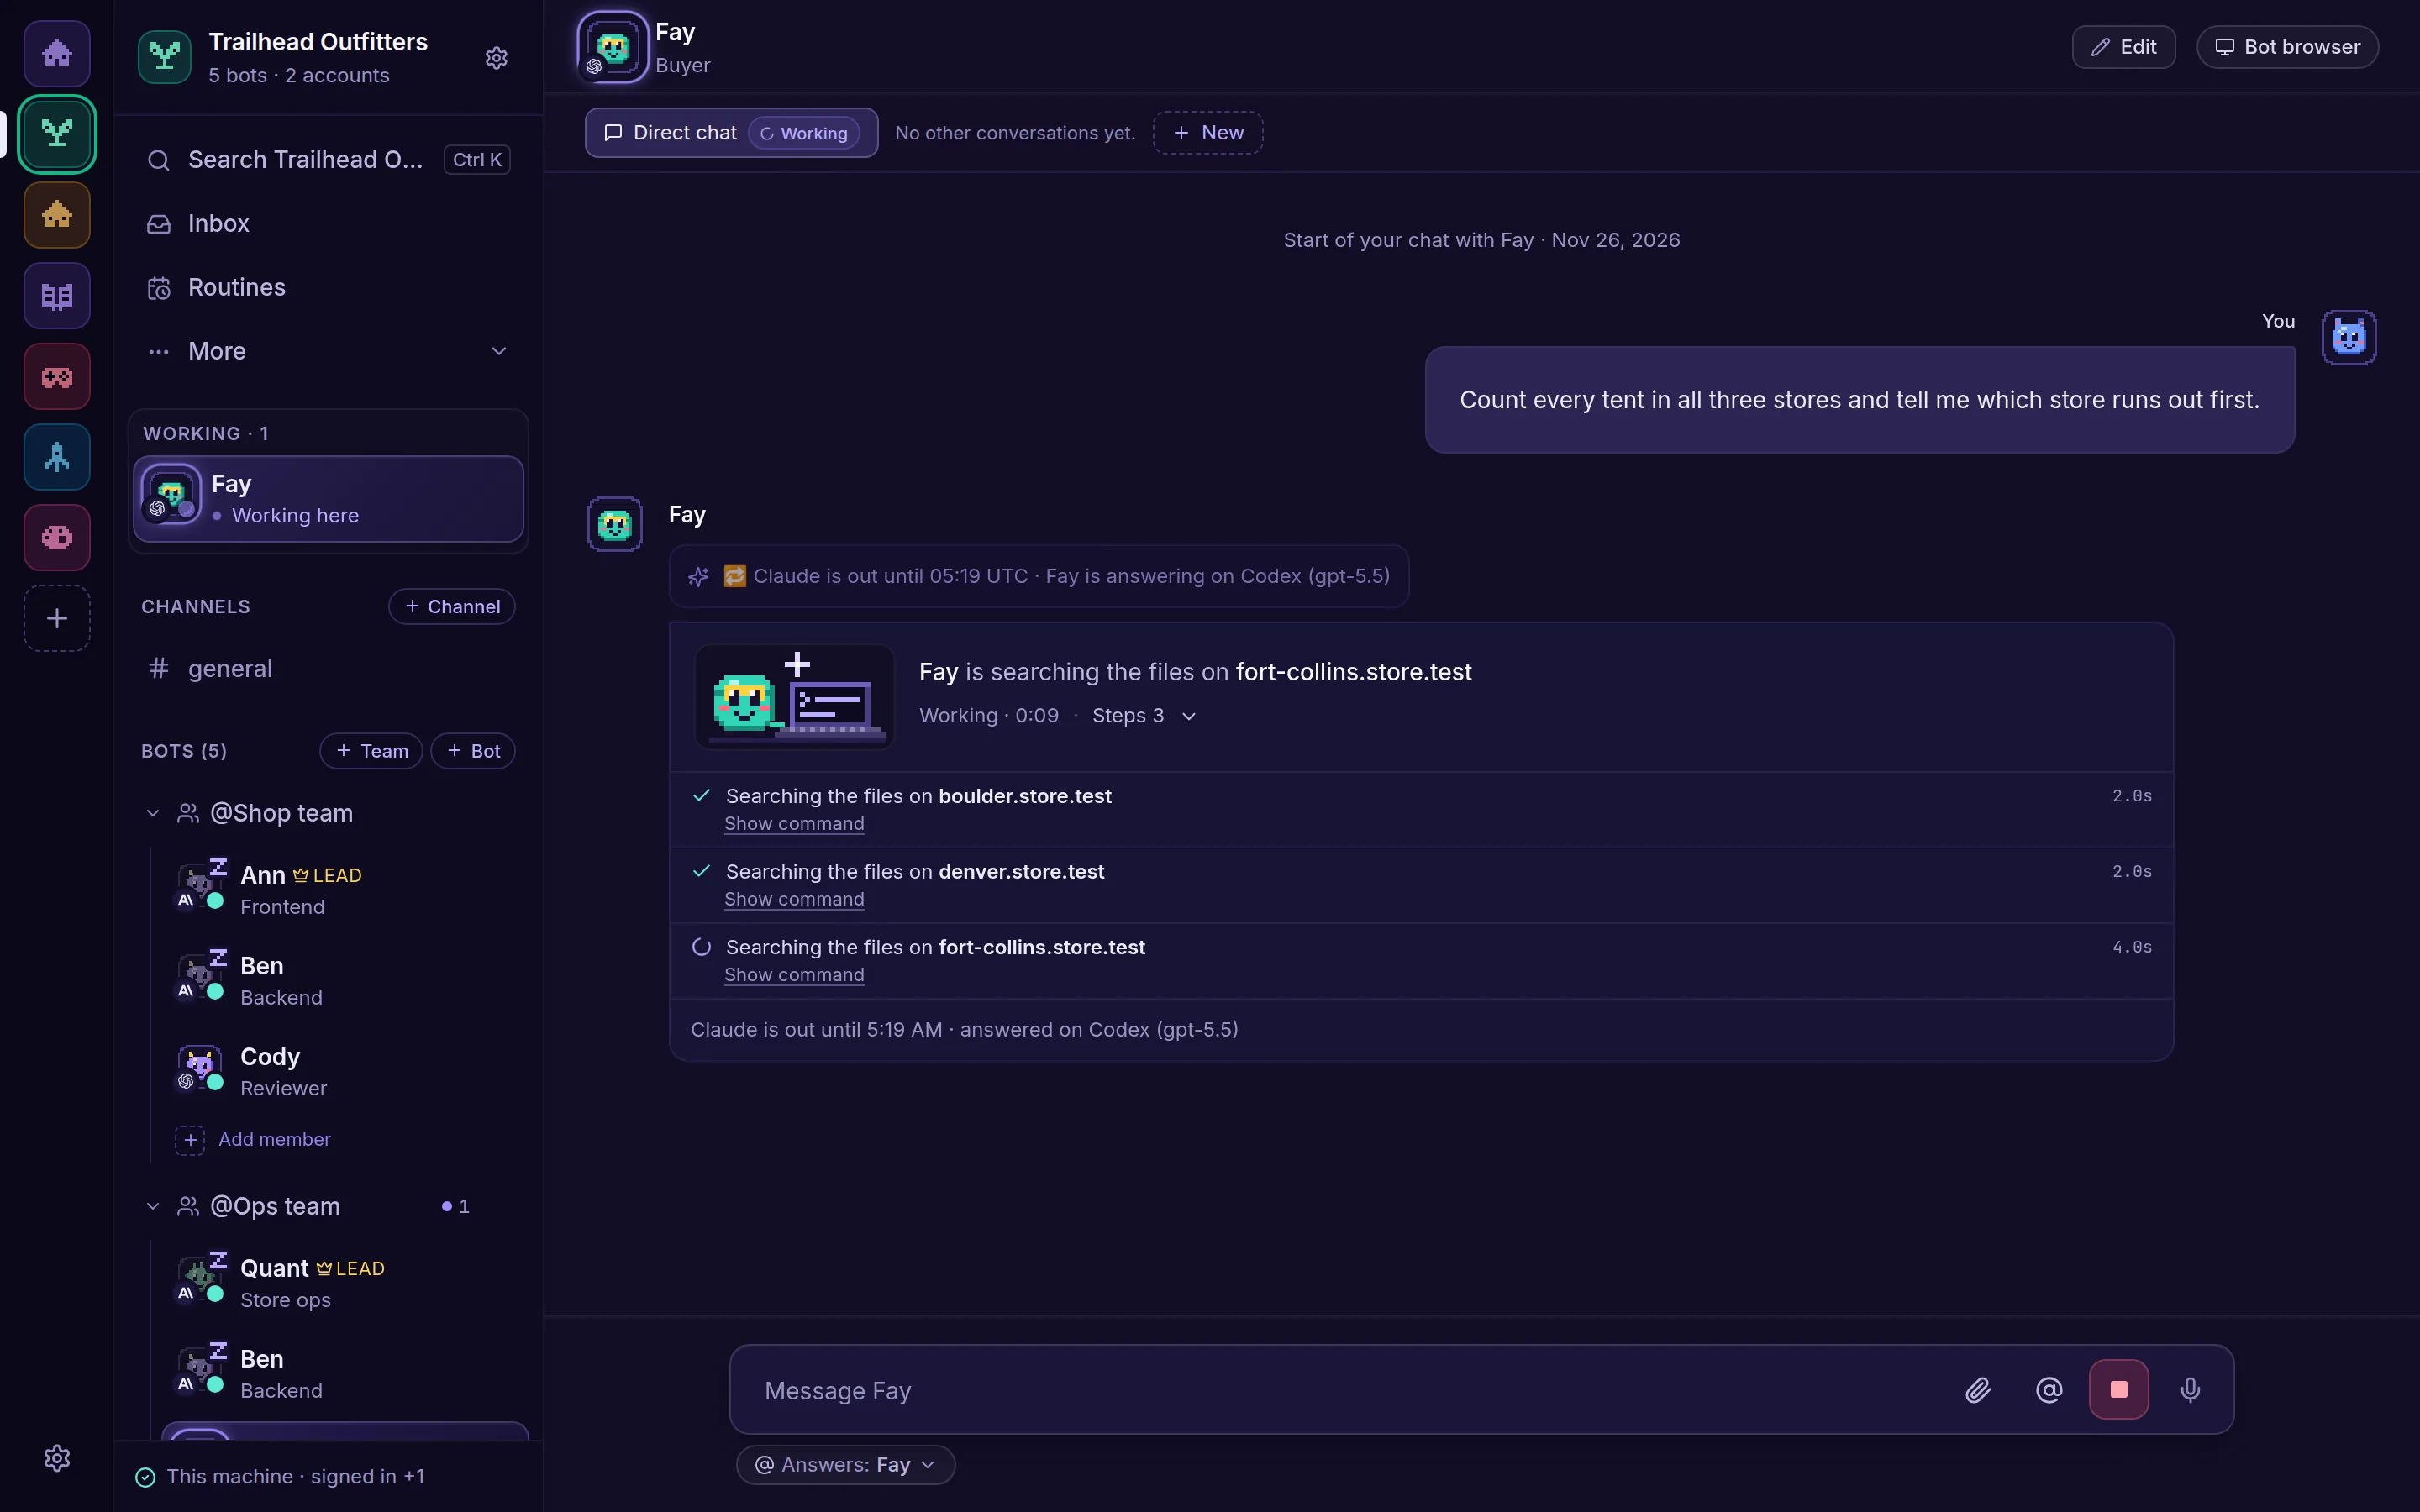 Trailhead Outfitters
5 bots · 2 accounts
Search Trailhead O... Ctrl K
Inbox
Routines
More
WORKING · 1
Fay
Working here
CHANNELS
+ Channel
# general
BOTS (5)
+ Team
+ Bot
@Shop team
Ann LEAD
Frontend
Ben
Backend
Cody
Reviewer
+ Add member
@Ops team 1
Quant LEAD
Store ops
Ben
Backend
This machine · signed in +1
Fay
Buyer
Edit
Bot browser
Direct chat Working
No other conversations yet.
+ New
Start of your chat with Fay · Nov 26, 2026
You
Count every tent in all three stores and tell me which store runs out first.
Fay
Claude is out until 05:19 UTC · Fay is answering on Codex (gpt-5.5)
Fay is searching the files on fort-collins.store.test
Working · 0:09 · Steps 3
Searching the files on boulder.store.test 2.0s
Show command
Searching the files on denver.store.test 2.0s
Show command
Searching the files on fort-collins.store.test 4.0s
Show command
Claude is out until 5:19 AM · answered on Codex (gpt-5.5)
Message Fay
@ Answers: Fay